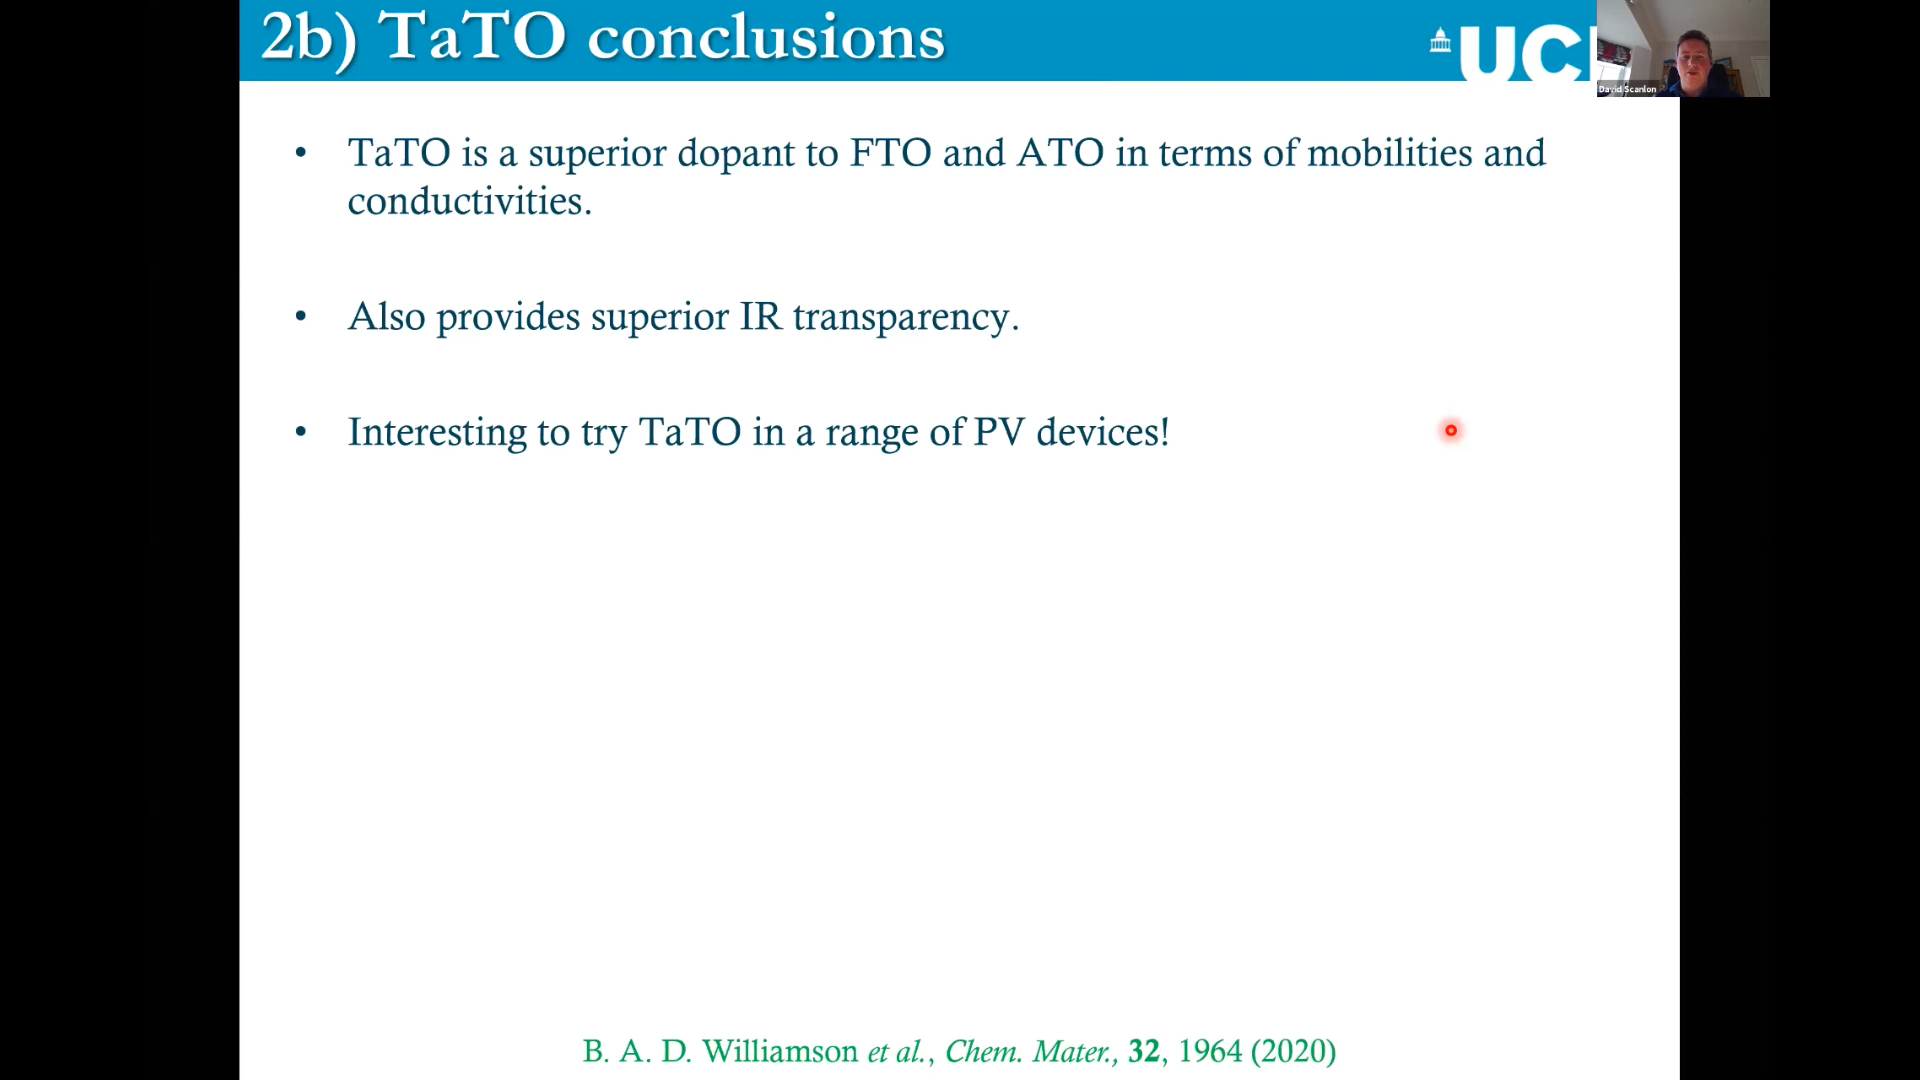 2b) TaTO conclusions
UC
David Scanlon
• TaTO is a superior dopant to FTO and ATO in terms of mobilities and
conductivities.
• Also provides superior IR transparency.
• Interesting to try TaTO in a range of PV devices!
B. A. D. Williamson et al., Chem. Mater., 32, 1964 (2020)